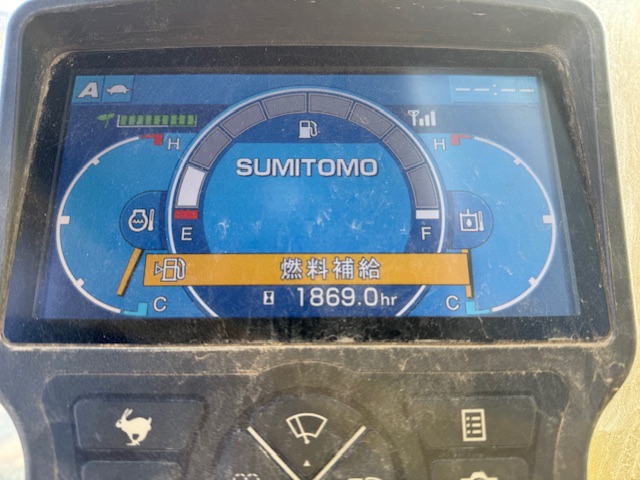 A
--:--
H
H
SUMITOMO
E
F
燃料補給
C
1869.0hr
C